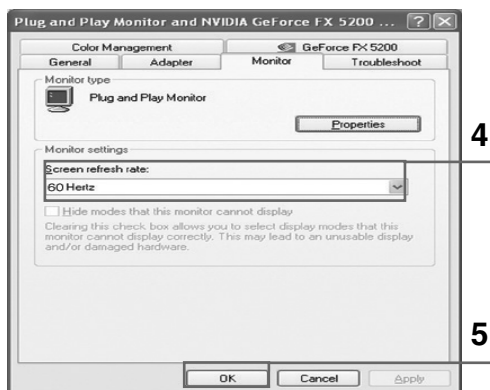 Plug and Play Monitor and NVIDIA GeForce FX 5200 ...
Color Management
GeForce FX 5200
General
Adapter
Monitor
Troubleshoot
Monitor type
Plug and Play Monitor
Properties
4
Monitor settings
Screen refresh rate:
60 Hertz
Hide modes that this monitor cannot display
Clearing this check box allows you to select display modes that this
monitor cannot display correctly. This may lead to an unusable display
and/or damaged hardware.
5
OK
Cancel
Apply